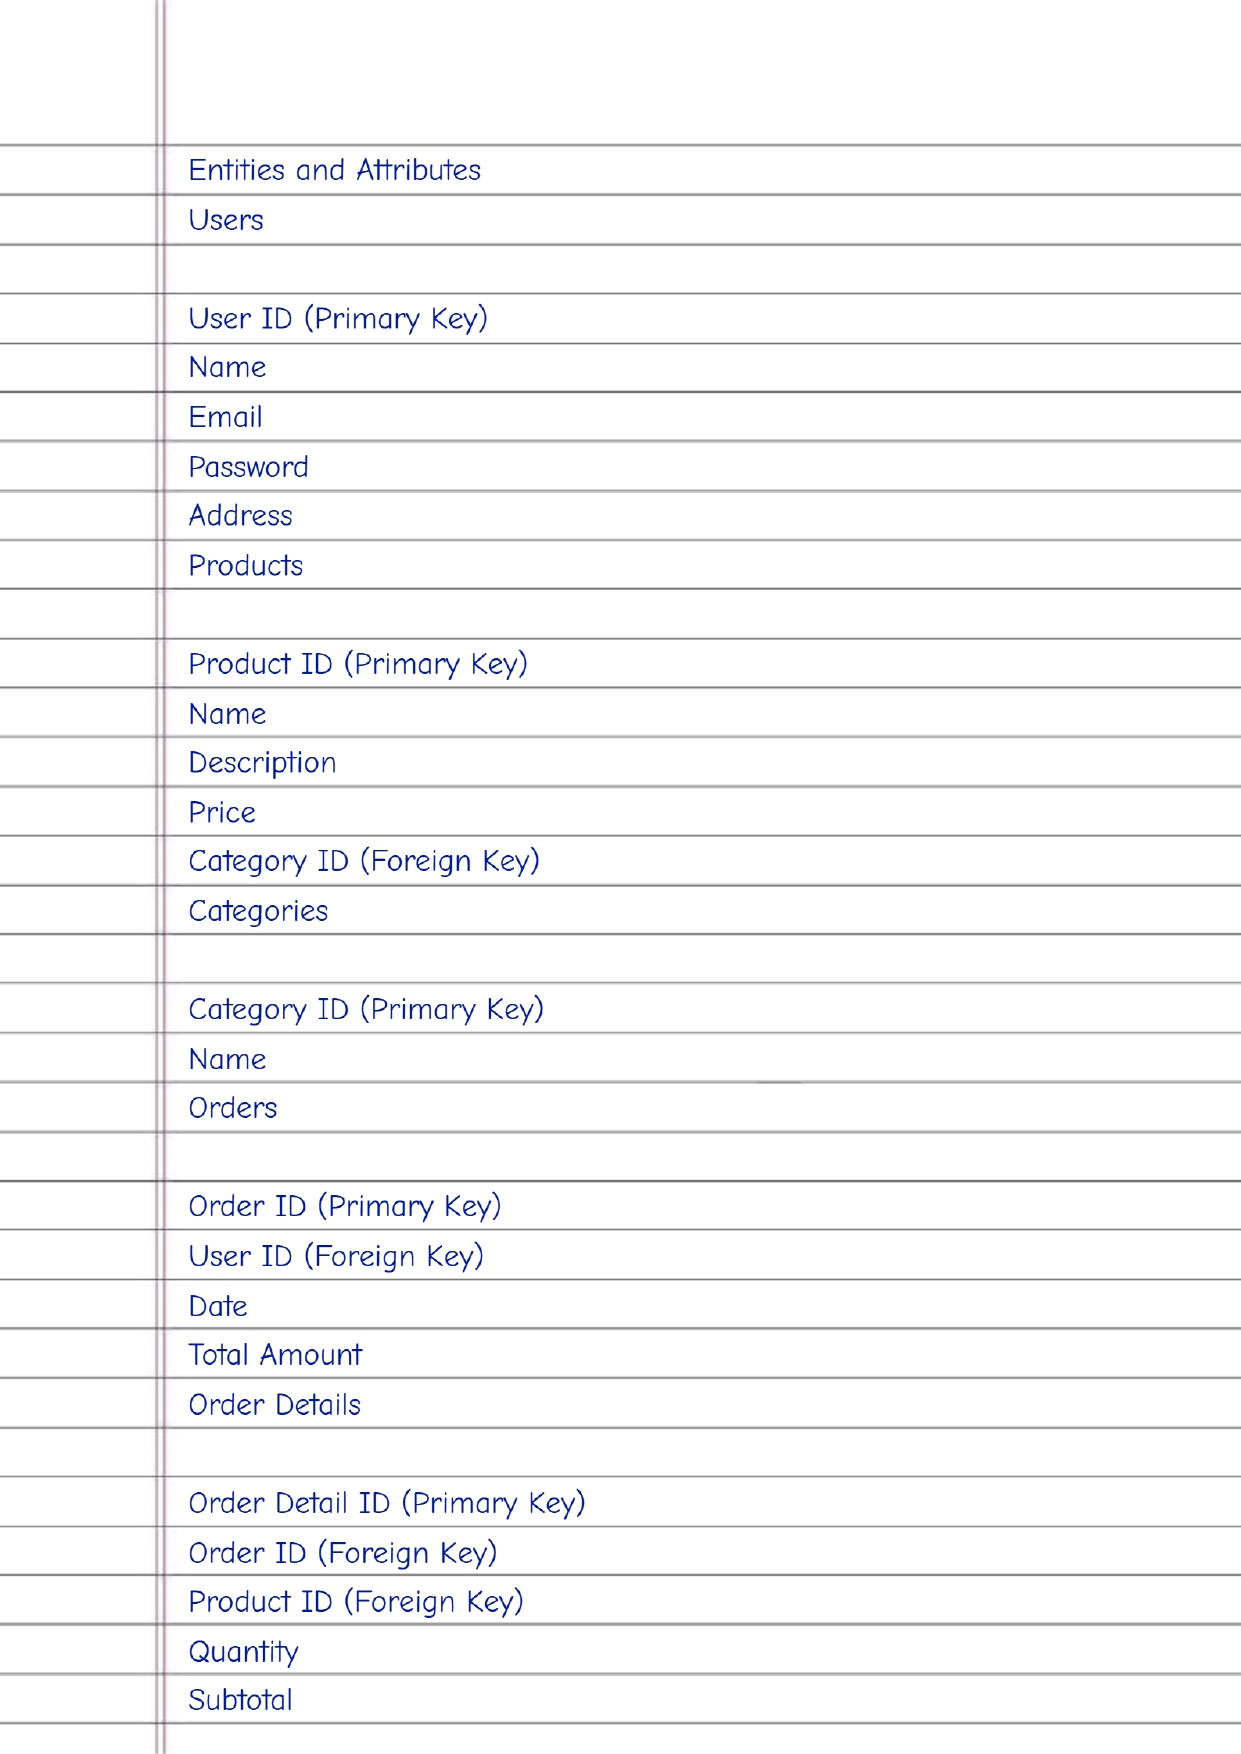 Entities and Attributes
Users
User ID (Primary Key)
Name
Email
Password
Address
Products
Product ID (Primary Key)
Name
Description
Price
Category ID (Foreign Key)
Categories
Category ID (Primary Key)
Name
Orders
Order ID (Primary Key)
User ID (Foreign Key)
Date
Total Amount
Order Details
Order Detail ID (Primary Key)
Order ID (Foreign Key)
Product ID (Foreign Key)
Quantity
Subtotal